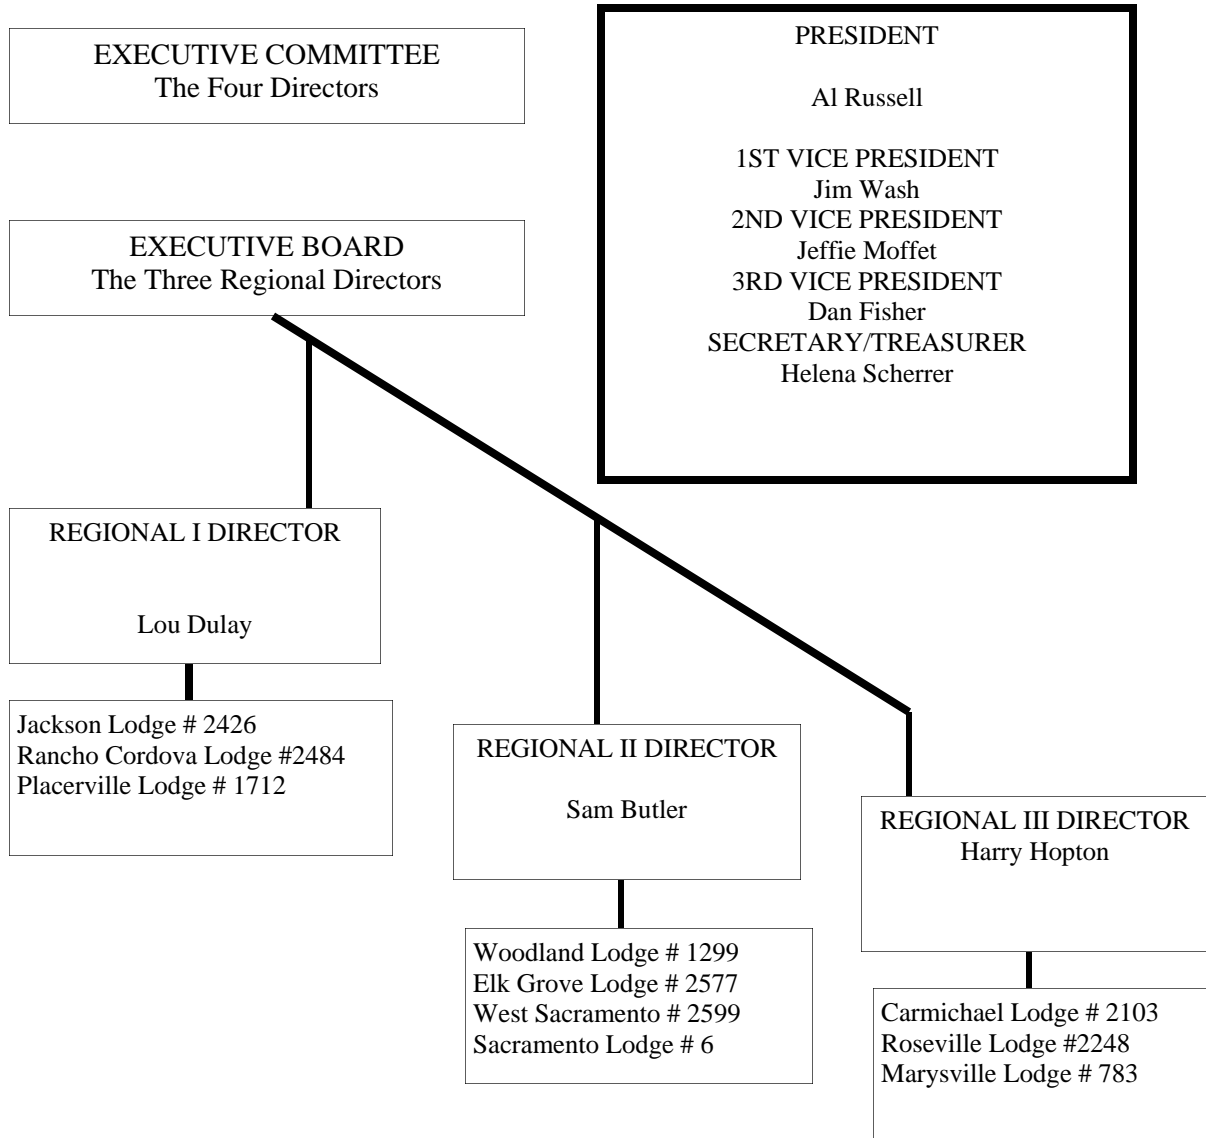 EXECUTIVE COMMITTEE
The Four Directors
PRESIDENT
Al Russell
1ST VICE PRESIDENT
Jim Wash
2ND VICE PRESIDENT
Jeffie Moffet
3RD VICE PRESIDENT
Dan Fisher
SECRETARY/TREASURER
Helena Scherrer
EXECUTIVE BOARD
The Three Regional Directors
REGIONAL I DIRECTOR
Lou Dulay
Jackson Lodge # 2426
Rancho Cordova Lodge #2484
Placerville Lodge # 1712
REGIONAL II DIRECTOR
Sam Butler
Woodland Lodge # 1299
Elk Grove Lodge # 2577
West Sacramento # 2599
Sacramento Lodge # 6
REGIONAL III DIRECTOR
Harry Hopton
Carmichael Lodge # 2103
Roseville Lodge #2248
Marysville Lodge # 783